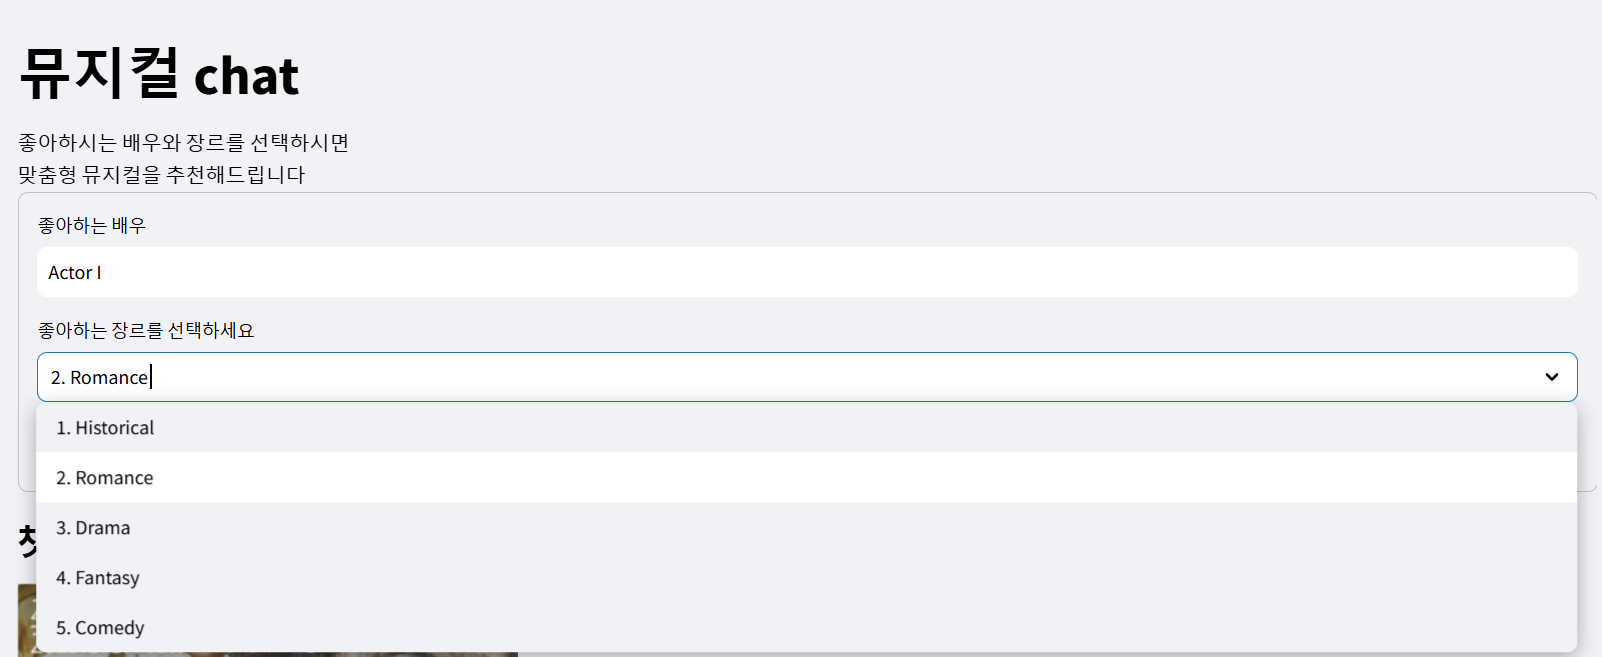 뮤지컬 chat
좋아하시는 배우와 장르를 선택하시면
맞춤형 뮤지컬을 추천해드립니다
좋아하는 배우
Actor I
좋아하는 장르를 선택하세요
2. Romance
1. Historical
2. Romance
3. Drama
4. Fantasy
5. Comedy